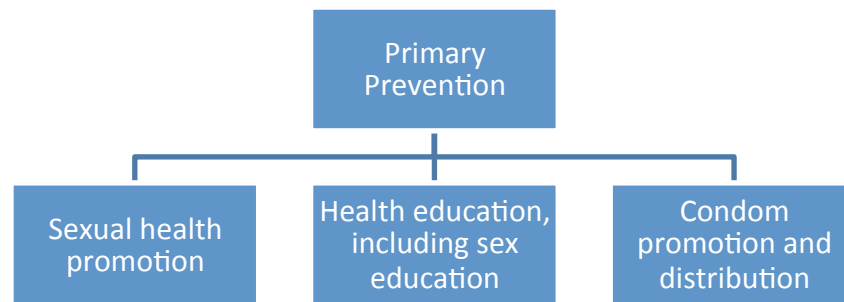 Primary
Prevention
Sexual health
promotion
Health education,
including sex
education
Condom
promotion and
distribution